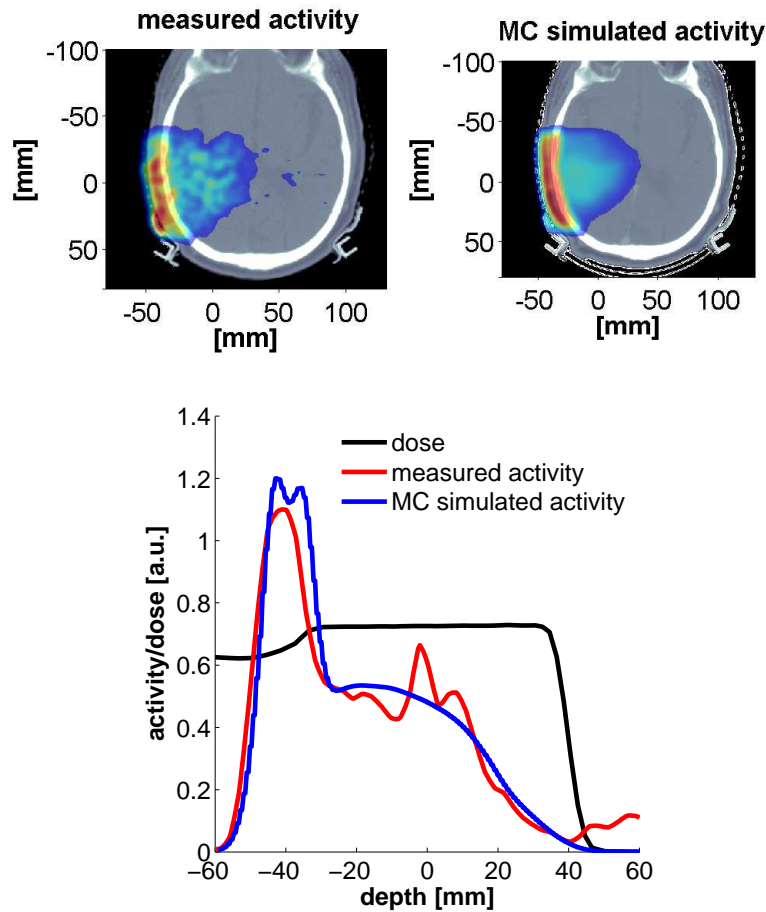 measured activity
MC simulated activity
-100
-50
0
50
[mm]
-50 0 50 100
[mm]
-100
-50
0
50
[mm]
-50 0 50 100
[mm]
1.4
1.2
1
0.8
0.6
0.4
0.2
0
activity/dose [a.u.]
dose
measured activity
MC simulated activity
−60 −40 −20 0 20 40 60
depth [mm]